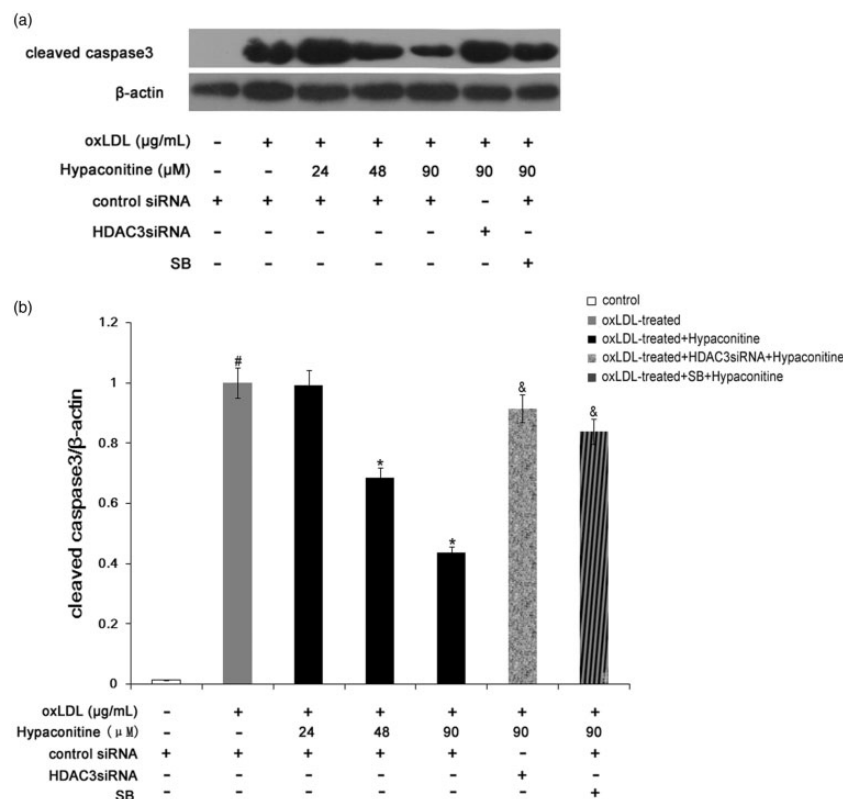 (a)
cleaved caspase3
β-actin
oxLDL (μg/mL) - + + + + + +
Hypaconitine (μM) - - 24 48 90 90 90
control siRNA + + + + + - +
HDAC3siRNA - - - - - + -
SB - - - - - - +
(b)
control
oxLDL-treated
oxLDL-treated+Hypaconitine
oxLDL-treated+HDAC3siRNA+Hypaconitine
oxLDL-treated+SB+Hypaconitine
cleaved caspase3/β-actin
1.2
1
0.8
0.6
0.4
0.2
0
# * * & &
oxLDL (μg/mL) - + + + + + +
Hypaconitine (μM) - - 24 48 90 90 90
control siRNA + + + + + - +
HDAC3siRNA - - - - - + -
SB - - - - - - +